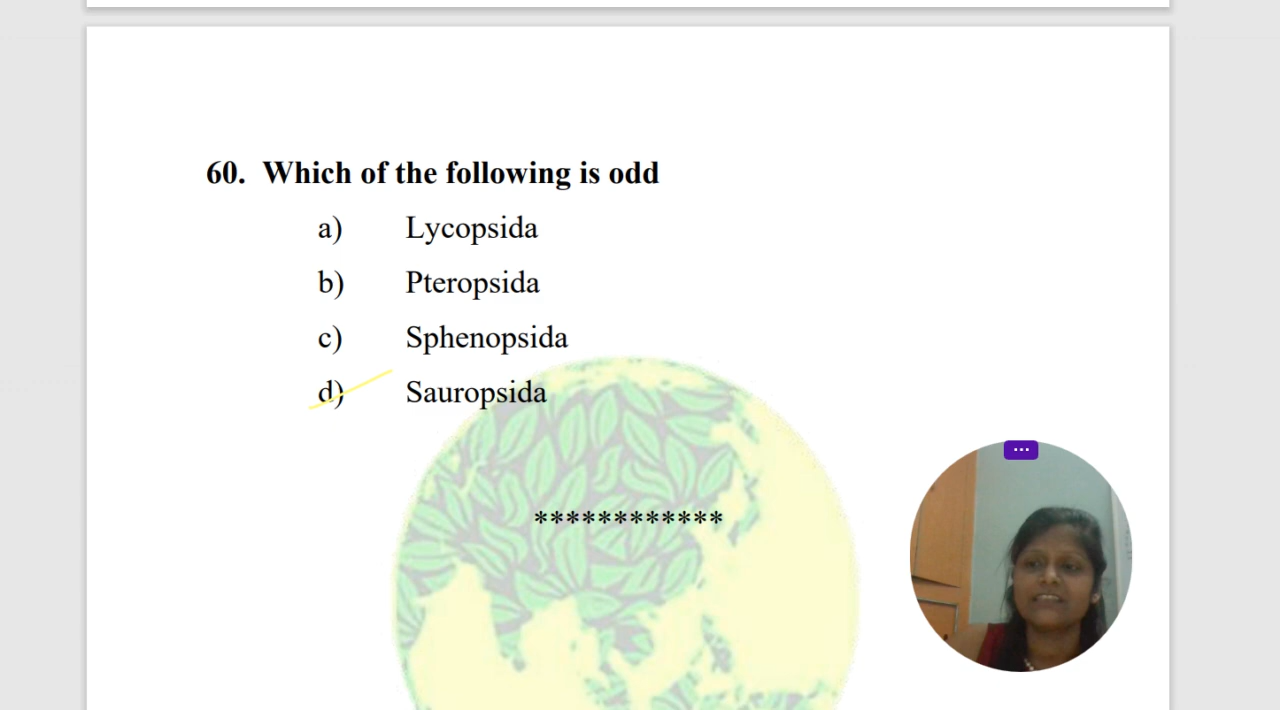 60. Which of the following is odd
a) Lycopsida
b) Pteropsida
c) Sphenopsida
d) Sauropsida
************